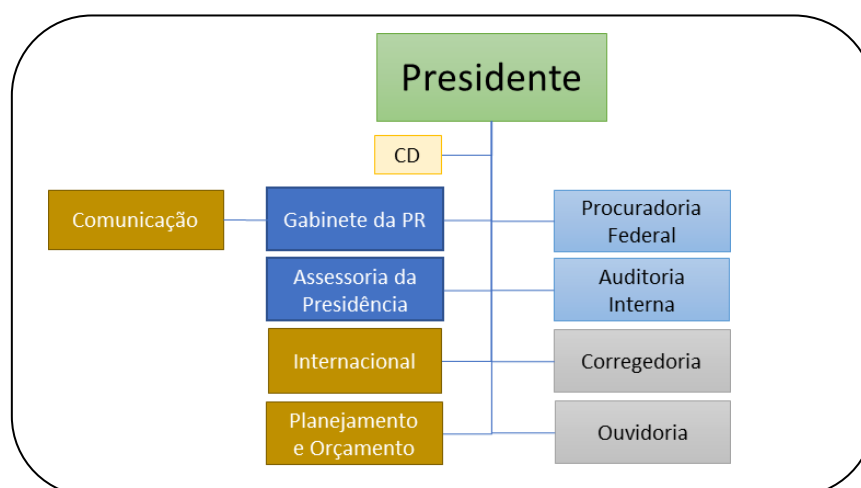 Presidente
CD
Comunicação
Gabinete da PR
Procuradoria
Federal
Assessoria da
Presidência
Auditoria
Interna
Internacional
Corregedoria
Planejamento
e Orçamento
Ouvidoria